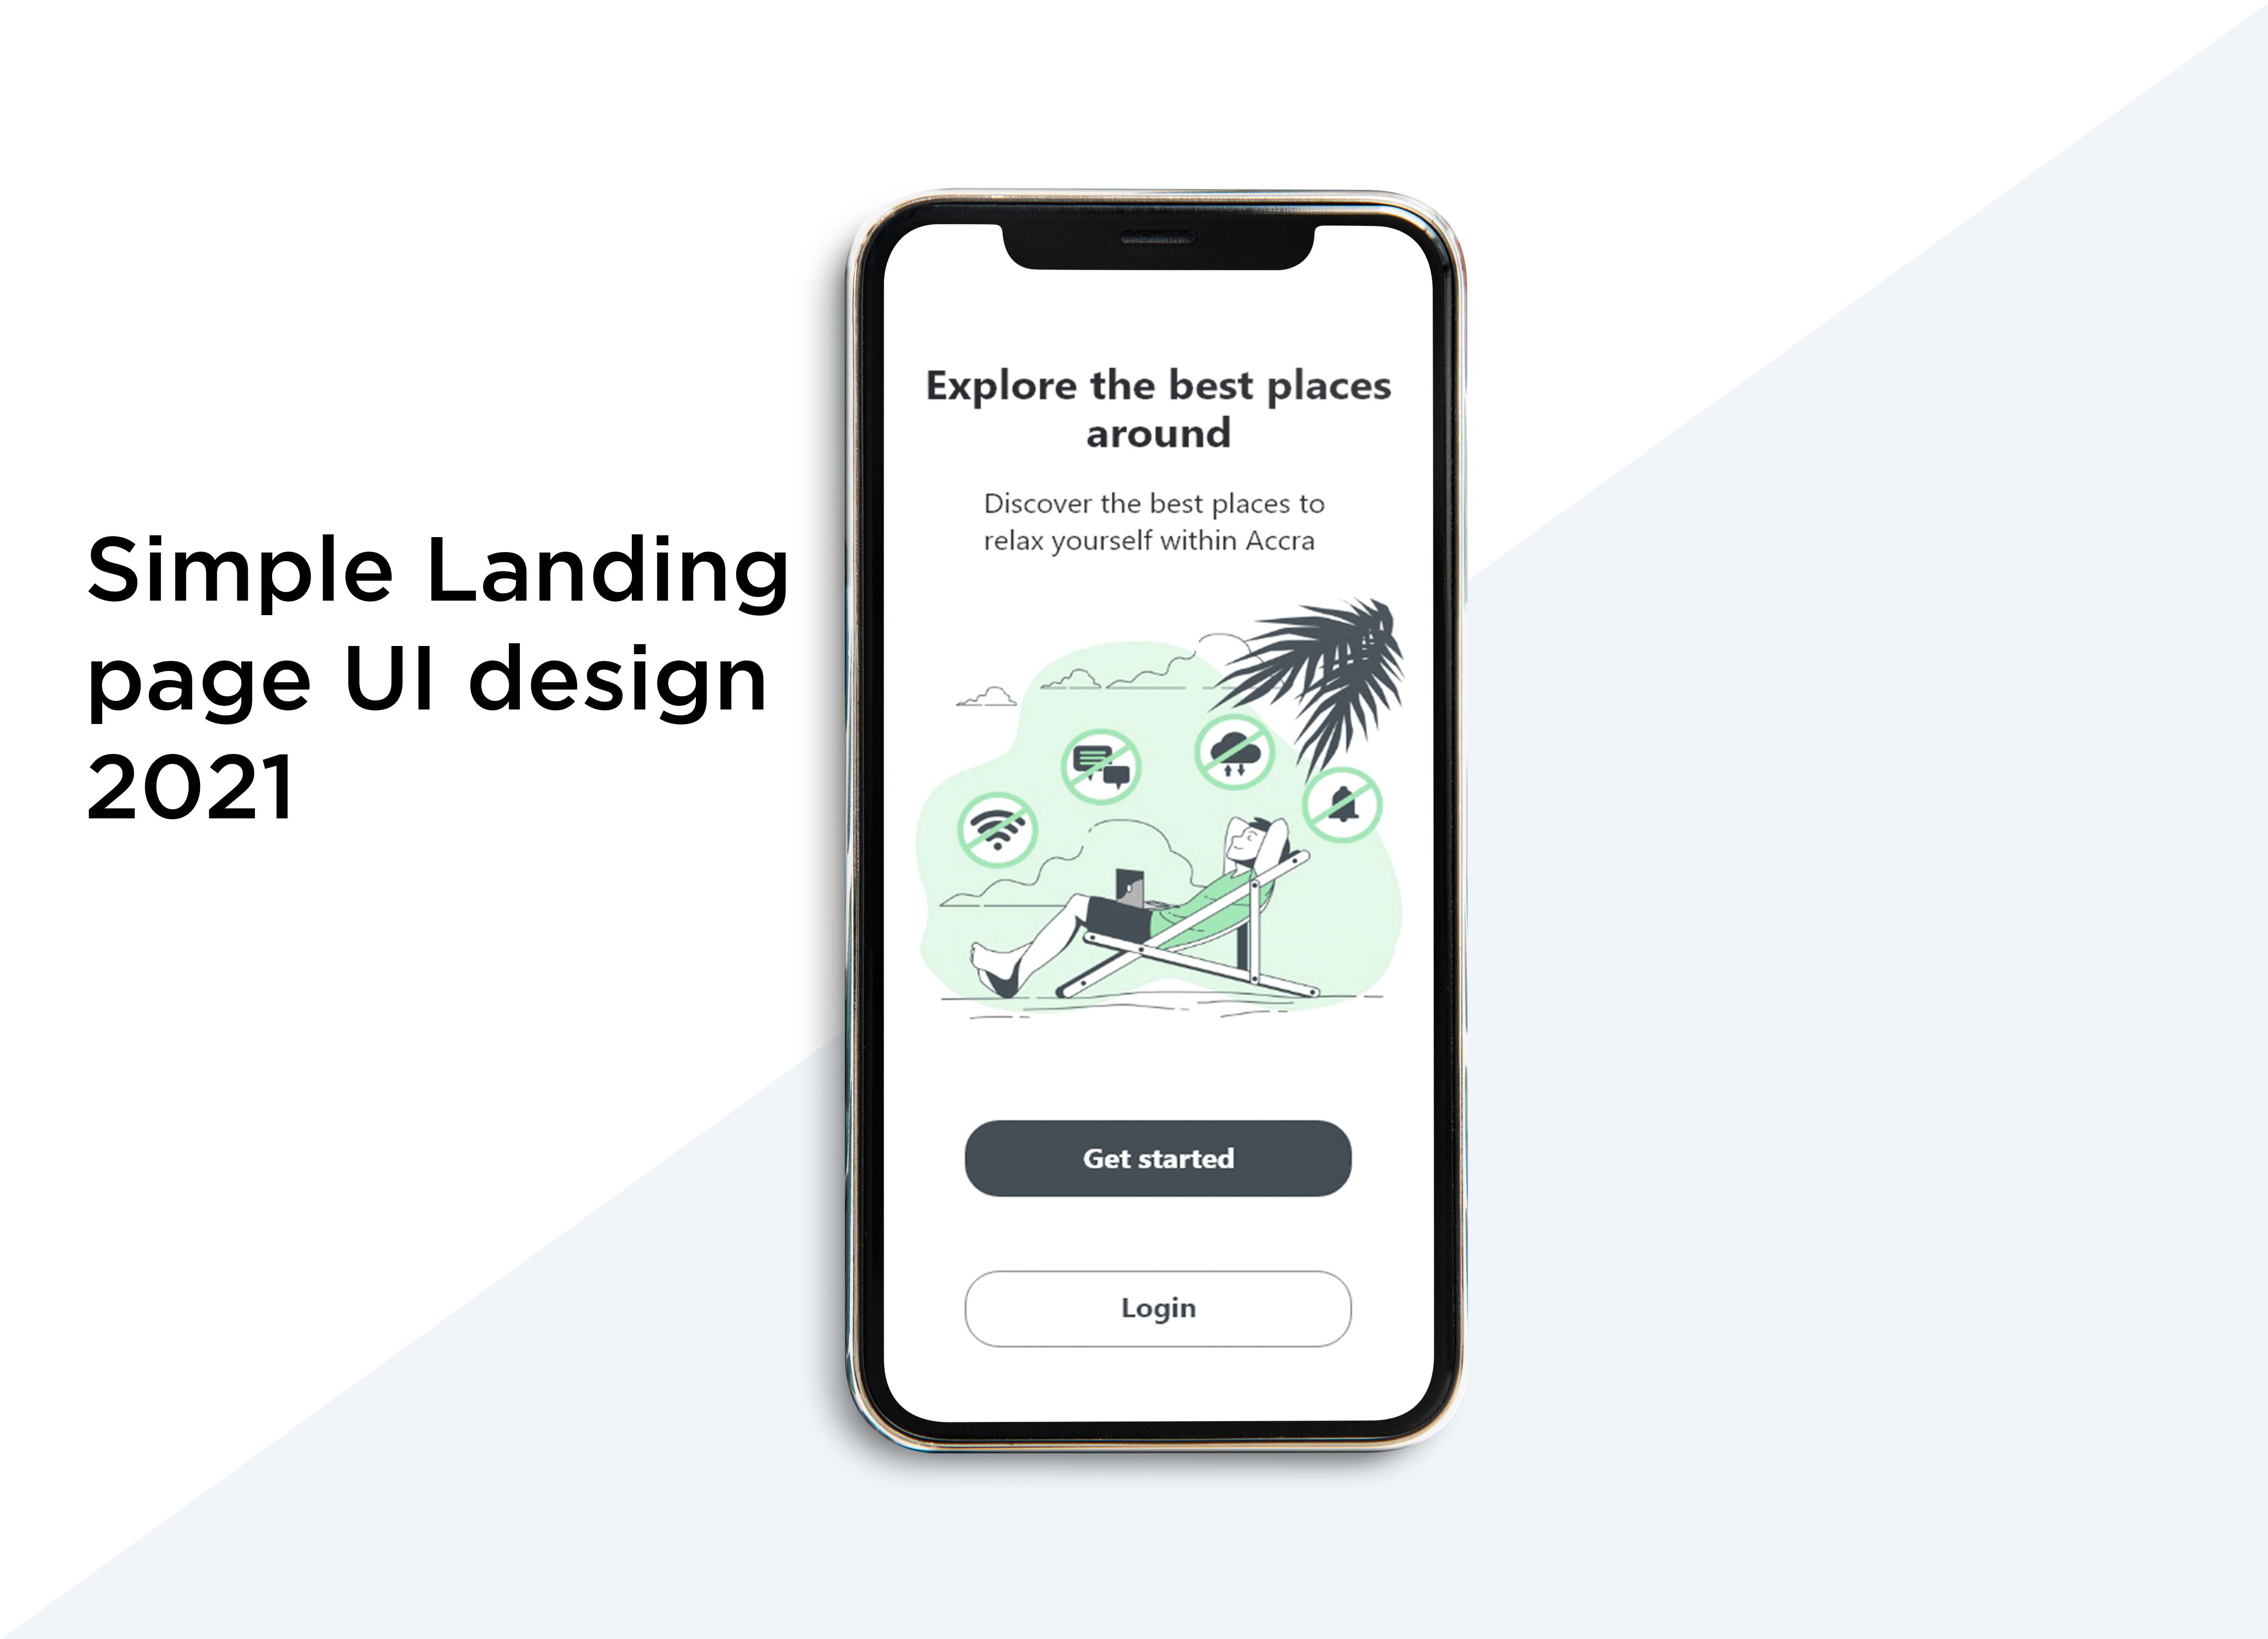 Simple Landing
page UI design
2021
Explore the best places
around
Discover the best places to
relax yourself within Accra
Get started
Login